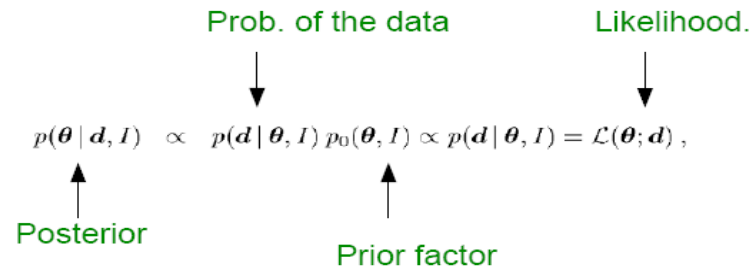 Prob. of the data Likelihood.
p(θ | d, I) ∝ p(d | θ, I) p₀(θ, I) ∝ p(d | θ, I) = ℒ(θ; d) ,
Posterior
Prior factor